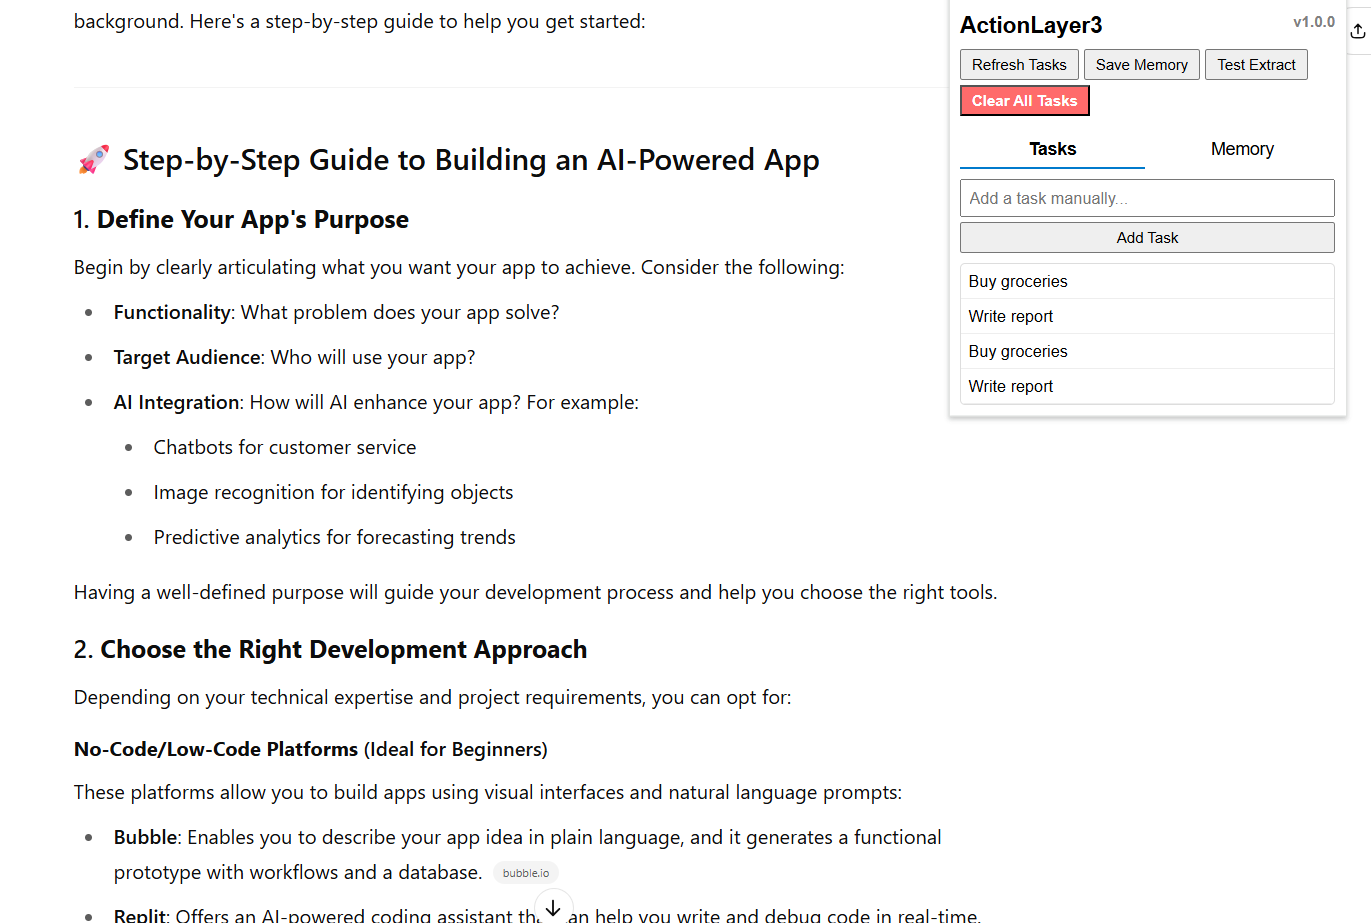 background. Here's a step-by-step guide to help you get started:
🚀 Step-by-Step Guide to Building an AI-Powered App
1. Define Your App's Purpose
Begin by clearly articulating what you want your app to achieve. Consider the following:
• Functionality: What problem does your app solve?
• Target Audience: Who will use your app?
• AI Integration: How will AI enhance your app? For example:
• Chatbots for customer service
• Image recognition for identifying objects
• Predictive analytics for forecasting trends
Having a well-defined purpose will guide your development process and help you choose the right tools.
2. Choose the Right Development Approach
Depending on your technical expertise and project requirements, you can opt for:
No-Code/Low-Code Platforms (Ideal for Beginners)
These platforms allow you to build apps using visual interfaces and natural language prompts:
• Bubble: Enables you to describe your app idea in plain language, and it generates a functional
prototype with workflows and a database. bubble.io
• Replit: Offers an AI-powered coding assistant help you write and debug code in real-time.
ActionLayer3 v1.0.0
Refresh Tasks Save Memory Test Extract
Clear All Tasks
Tasks Memory
Add a task manually...
Add Task
Buy groceries
Write report
Buy groceries
Write report